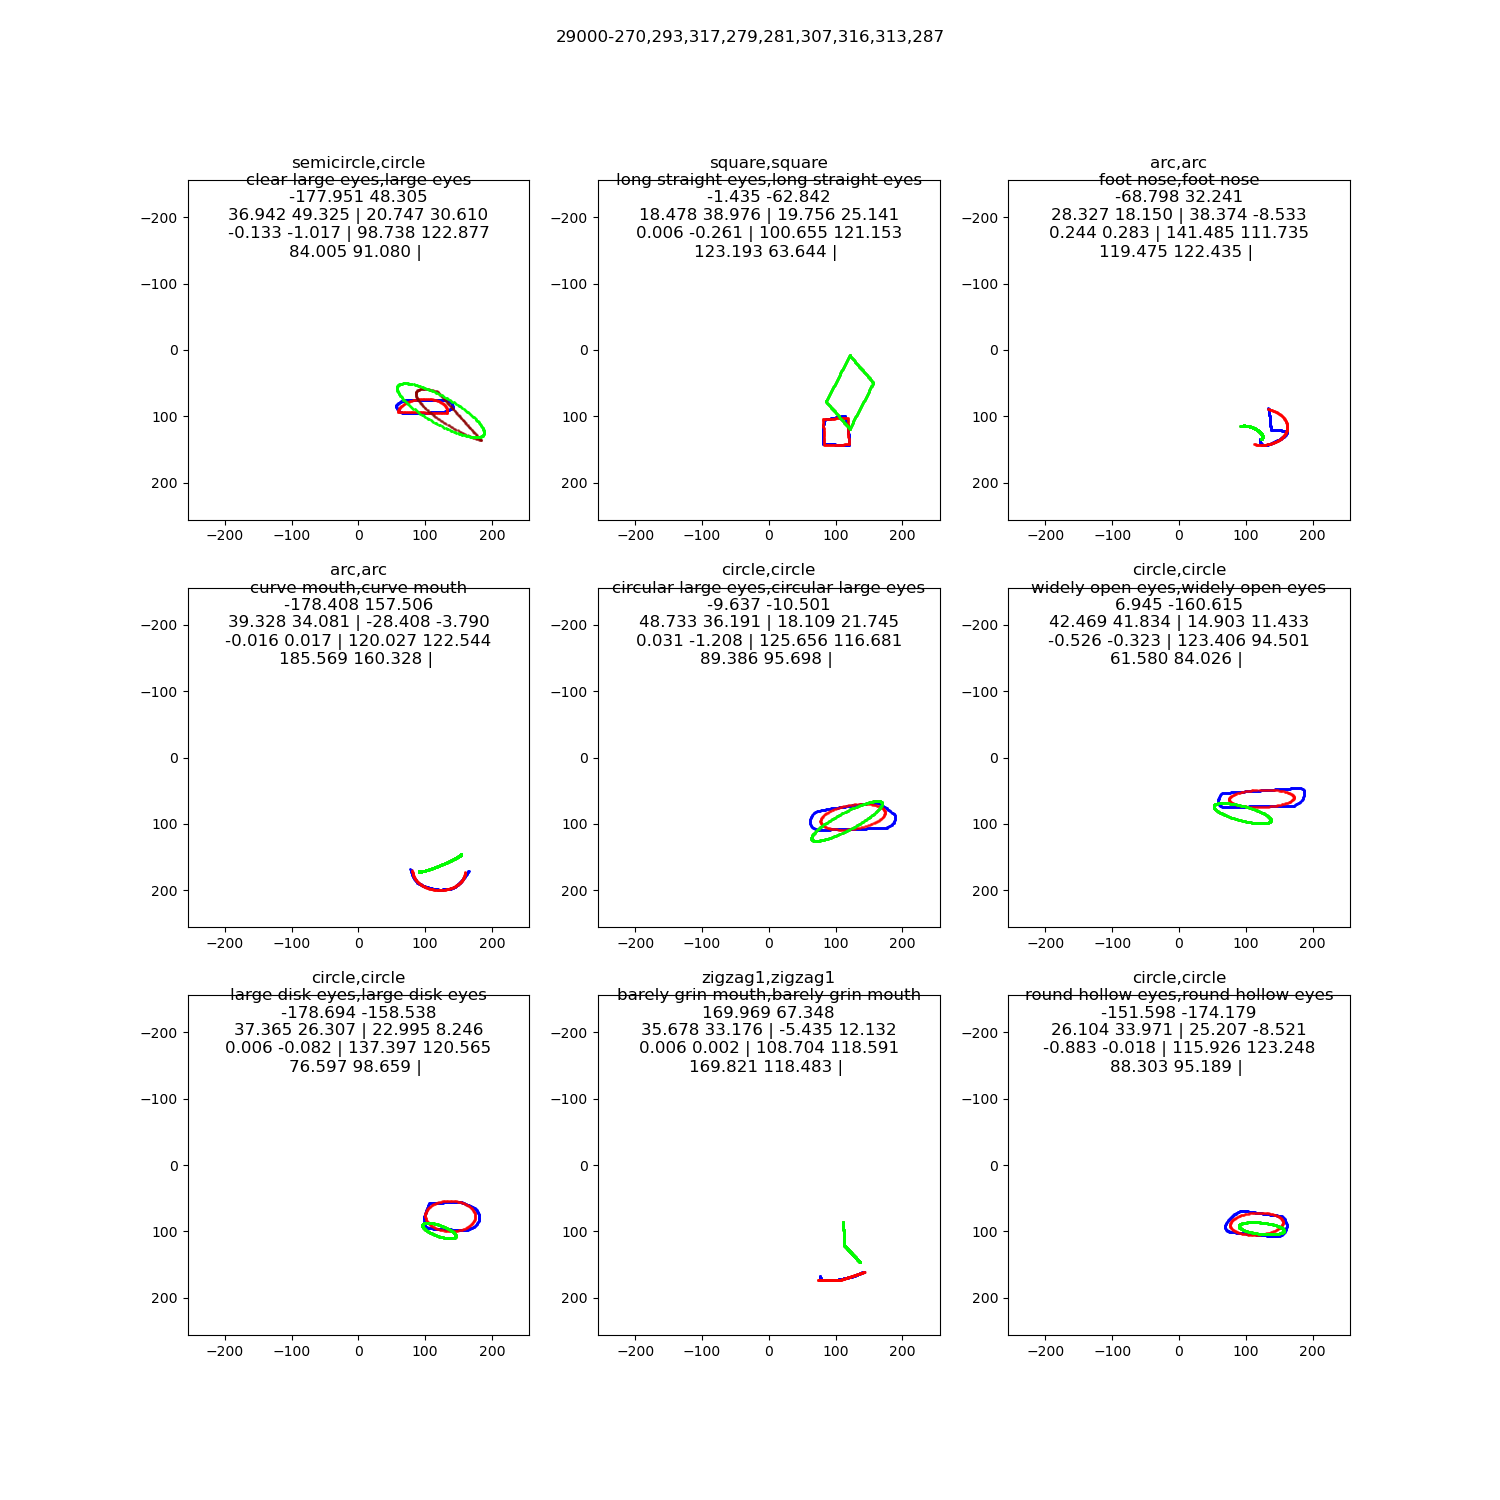 29000-270,293,317,279,281,307,316,313,287
semicircle,circle
clear large eyes,large eyes
-177.951 48.305
36.942 49.325 | 20.747 30.610
-0.133 -1.017 | 98.738 122.877
84.005 91.080 |
−200
−100
0
100
200
−200 −100 0 100 200
square,square
long straight eyes,long straight eyes
-1.435 -62.842
18.478 38.976 | 19.756 25.141
0.006 -0.261 | 100.655 121.153
123.193 63.644 |
−200
−100
0
100
200
−200 −100 0 100 200
arc,arc
foot nose,foot nose
-68.798 32.241
28.327 18.150 | 38.374 -8.533
0.244 0.283 | 141.485 111.735
119.475 122.435 |
−200
−100
0
100
200
−200 −100 0 100 200
arc,arc
curve mouth,curve mouth
-178.408 157.506
39.328 34.081 | -28.408 -3.790
-0.016 0.017 | 120.027 122.544
185.569 160.328 |
−200
−100
0
100
200
−200 −100 0 100 200
circle,circle
circular large eyes,circular large eyes
-9.637 -10.501
48.733 36.191 | 18.109 21.745
0.031 -1.208 | 125.656 116.681
89.386 95.698 |
−200
−100
0
100
200
−200 −100 0 100 200
circle,circle
widely open eyes,widely open eyes
6.945 -160.615
42.469 41.834 | 14.903 11.433
-0.526 -0.323 | 123.406 94.501
61.580 84.026 |
−200
−100
0
100
200
−200 −100 0 100 200
circle,circle
large disk eyes,large disk eyes
-178.694 -158.538
37.365 26.307 | 22.995 8.246
0.006 -0.082 | 137.397 120.565
76.597 98.659 |
−200
−100
0
100
200
−200 −100 0 100 200
zigzag1,zigzag1
barely grin mouth,barely grin mouth
169.969 67.348
35.678 33.176 | -5.435 12.132
0.006 0.002 | 108.704 118.591
169.821 118.483 |
−200
−100
0
100
200
−200 −100 0 100 200
circle,circle
round hollow eyes,round hollow eyes
-151.598 -174.179
26.104 33.971 | 25.207 -8.521
-0.883 -0.018 | 115.926 123.248
88.303 95.189 |
−200
−100
0
100
200
−200 −100 0 100 200